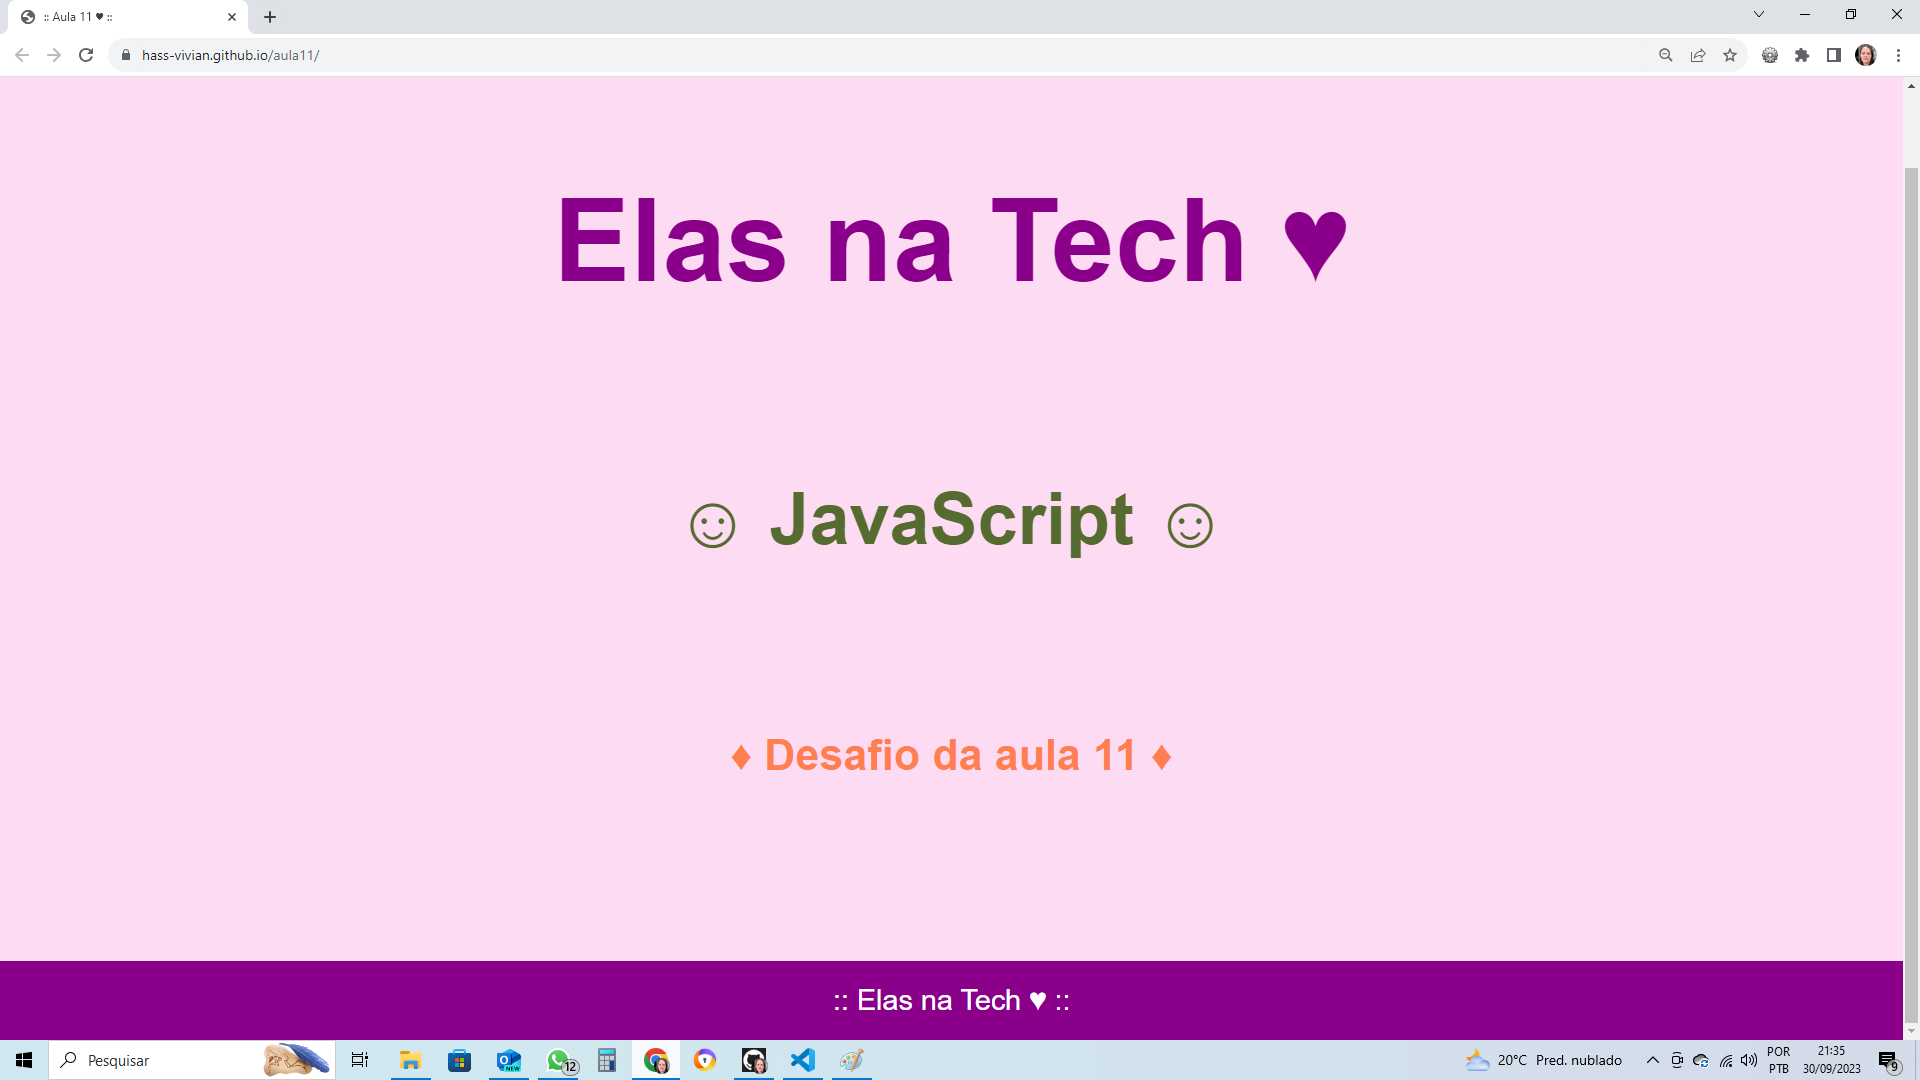 :: Aula 11 ♥ ::
hass-vivian.github.io/aula11/
Elas na Tech ♥
☺ JavaScript ☺
♦ Desafio da aula 11 ♦
:: Elas na Tech ♥ ::
Pesquisar
NEW
12
20°C Pred. nublado
POR
PTB
21:35
30/09/2023
9